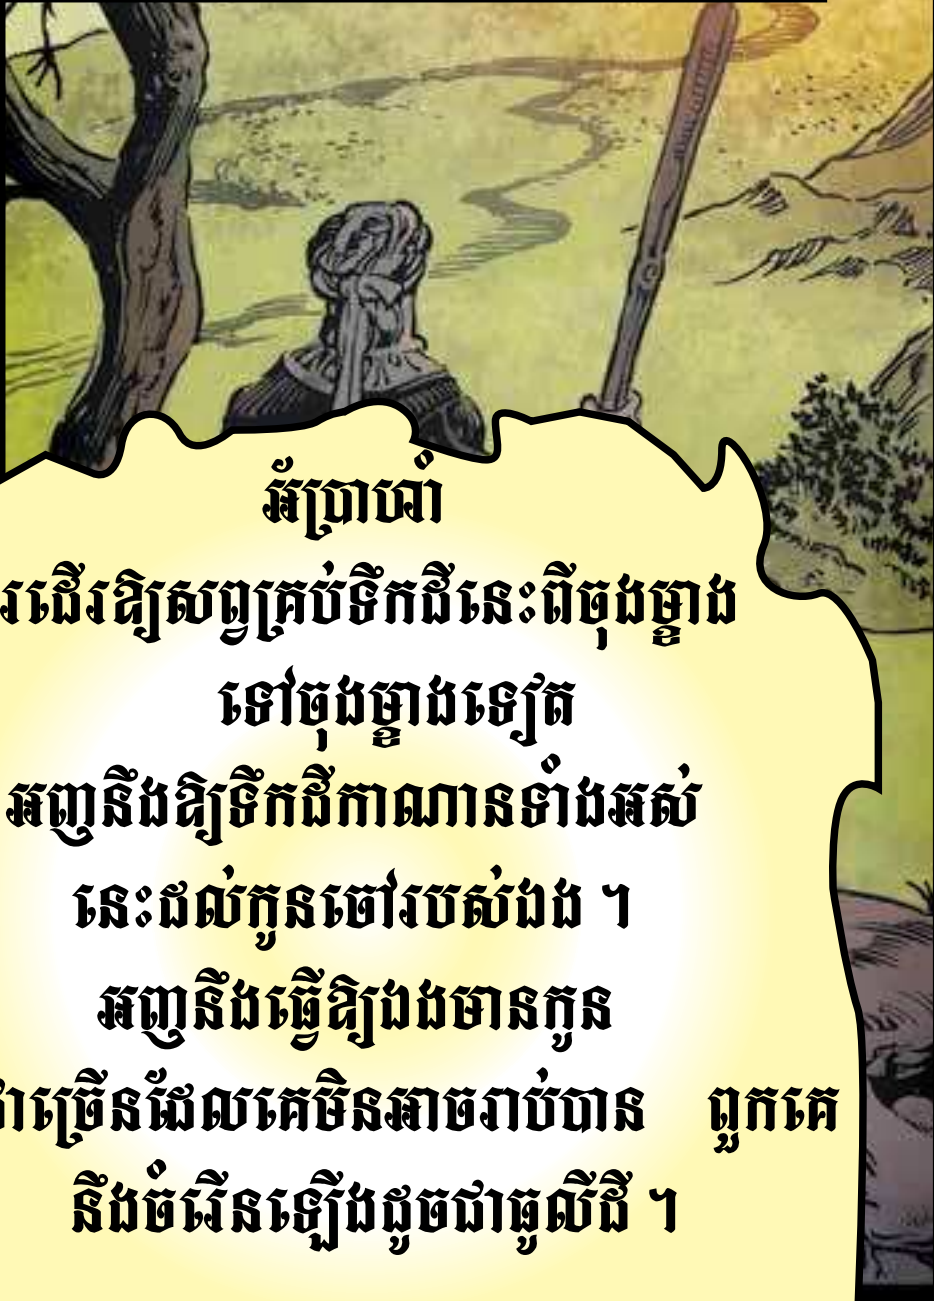 អ័ប្រាហាំ
ដើរឱ្យសព្វគ្រប់ទឹកដីនេះពីចុងម្ខាង
ទៅចុងម្ខាងទៀត
អញនឹងឱ្យទឹកដីកាណានទាំងអស់
នេះដល់កូនចៅរបស់ឯង ។
អញនឹងធ្វើឱ្យឯងមានកូន
ច្រើនដែលគេមិនអាចរាប់បាន ពួកគេ
នឹងចំរើនឡើងដូចជាធូលីដី ។